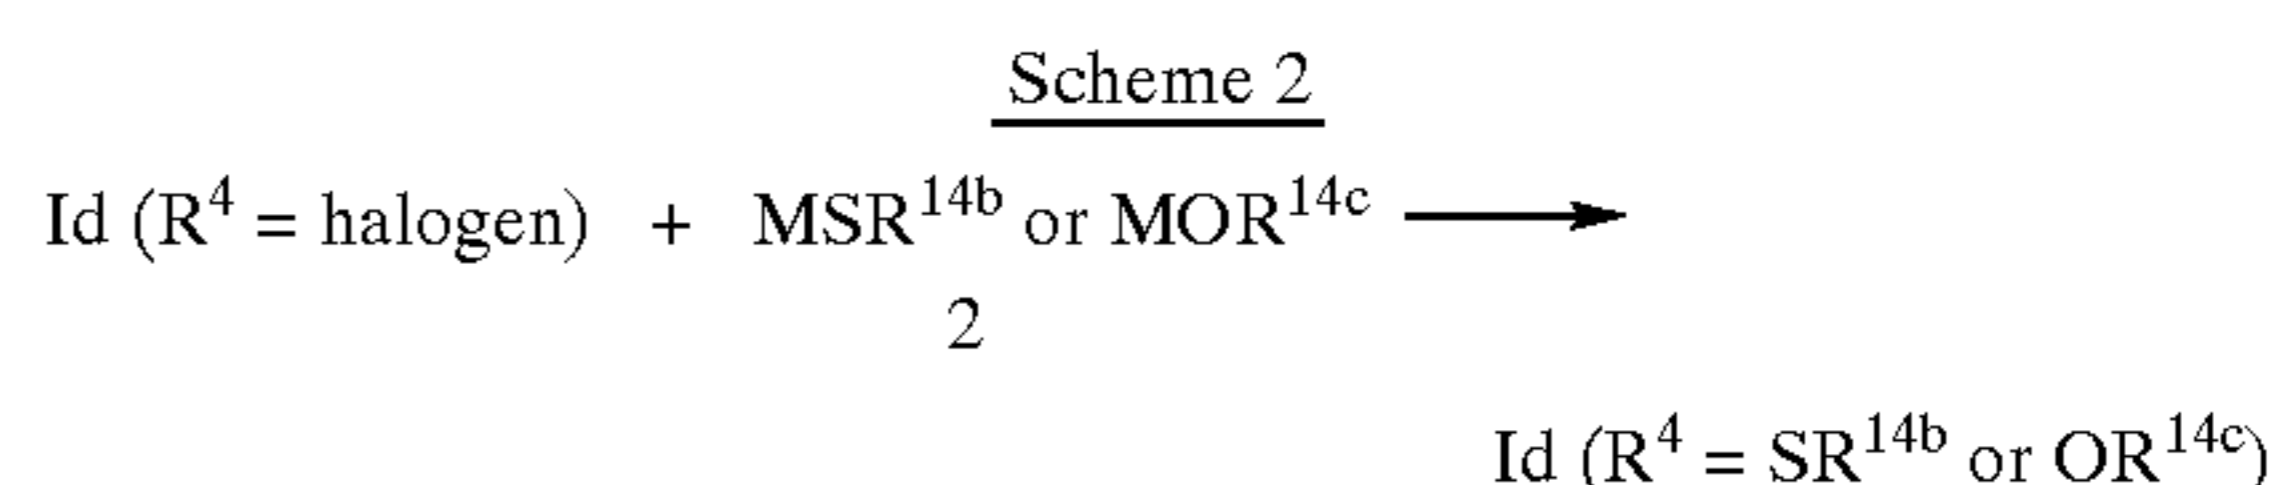 Scheme 2
Id (R⁴ = halogen) + MSR¹⁴ᵇ or MOR¹⁴ᶜ ⟶
2
Id (R⁴ = SR¹⁴ᵇ or OR¹⁴ᶜ)